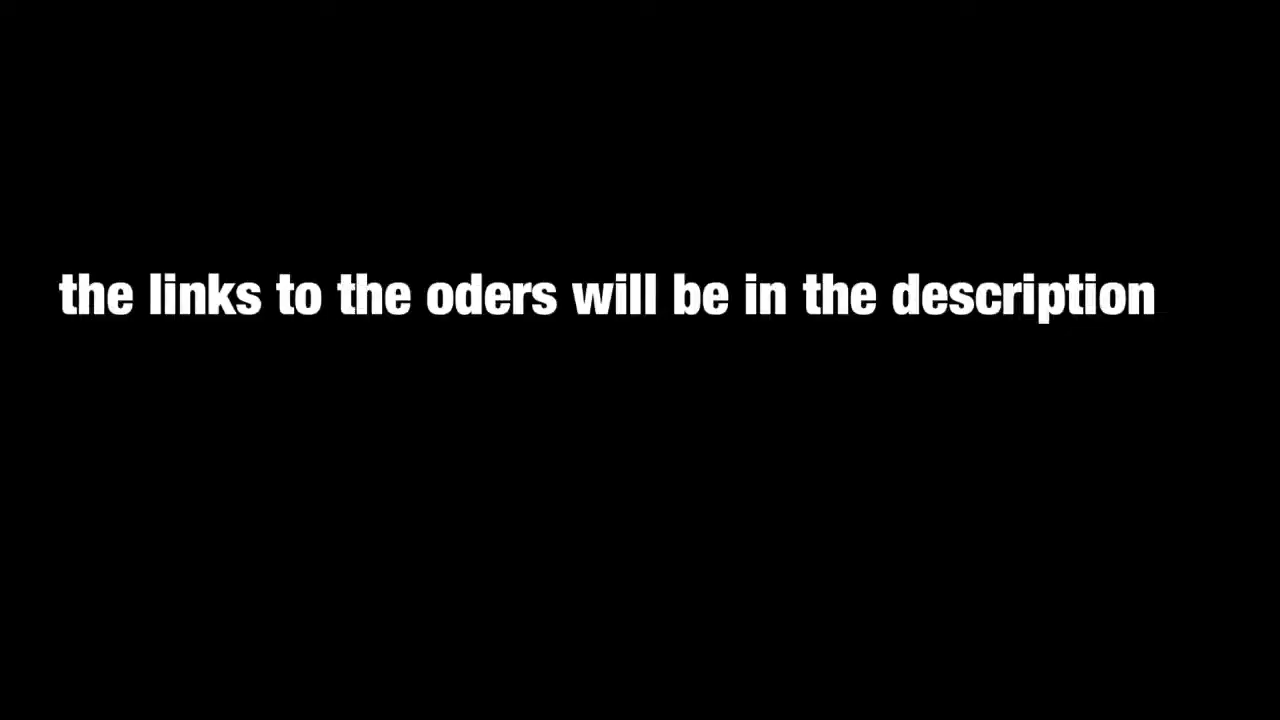 the links to the oders will be in the description